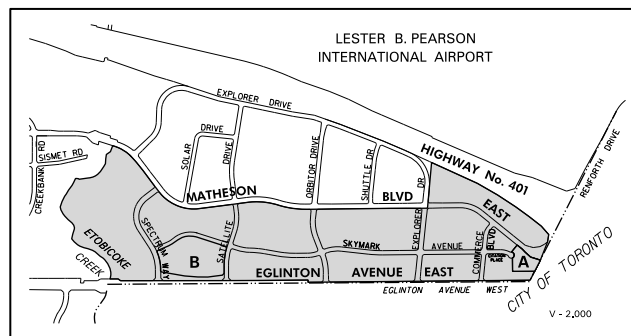 LESTER B. PEARSON
INTERNATIONAL AIRPORT
EXPLORER DRIVE
HIGHWAY No. 401
RENFORTH DRIVE
CREEKBANK RD
SISMET RD
SOLAR
DRIVE
DRIVE
ORBITOR DRIVE
SHUTTLE DR
EXPLORER DR
MATHESON
BLVD
EAST
ETOBICOKE
CREEK
SPECTRUM WAY
SATELLITE
B
SKYMARK
AVENUE
COMMERCE BLVD
A
EGLINTON
AVENUE
EAST
EGLINTON AVENUE WEST
CITY OF TORONTO
V - 2,000